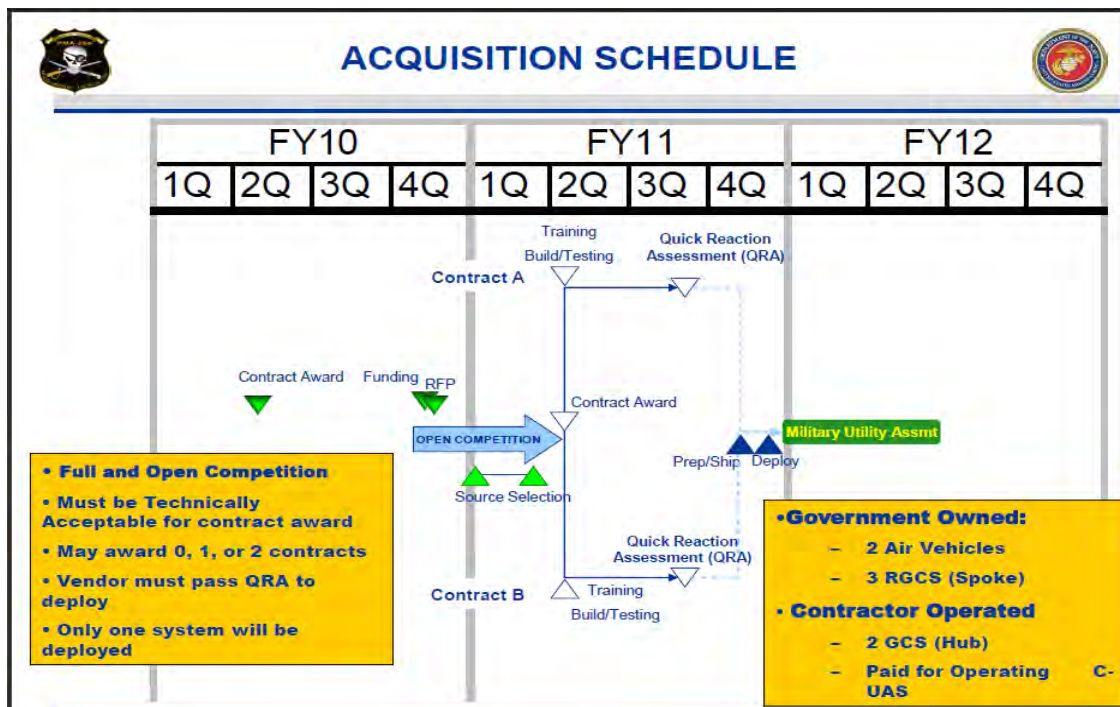 ACQUISITION SCHEDULE
FY10 FY11 FY12
1Q 2Q 3Q 4Q 1Q 2Q 3Q 4Q 1Q 2Q 3Q 4Q
Training
Build/Testing
Quick Reaction
Assessment (QRA)
Contract A
Contract Award
Funding
RFP
Contract Award
OPEN COMPETITION
Military Utility Assmt
Prep/Ship
Deploy
Source Selection
Quick Reaction
Assessment (QRA)
Contract B
Training
Build/Testing
• Full and Open Competition
• Must be Technically
Acceptable for contract award
• May award 0, 1, or 2 contracts
• Vendor must pass QRA to
deploy
• Only one system will be
deployed
•Government Owned:
– 2 Air Vehicles
– 3 RGCS (Spoke)
• Contractor Operated
– 2 GCS (Hub)
– Paid for Operating C-
UAS